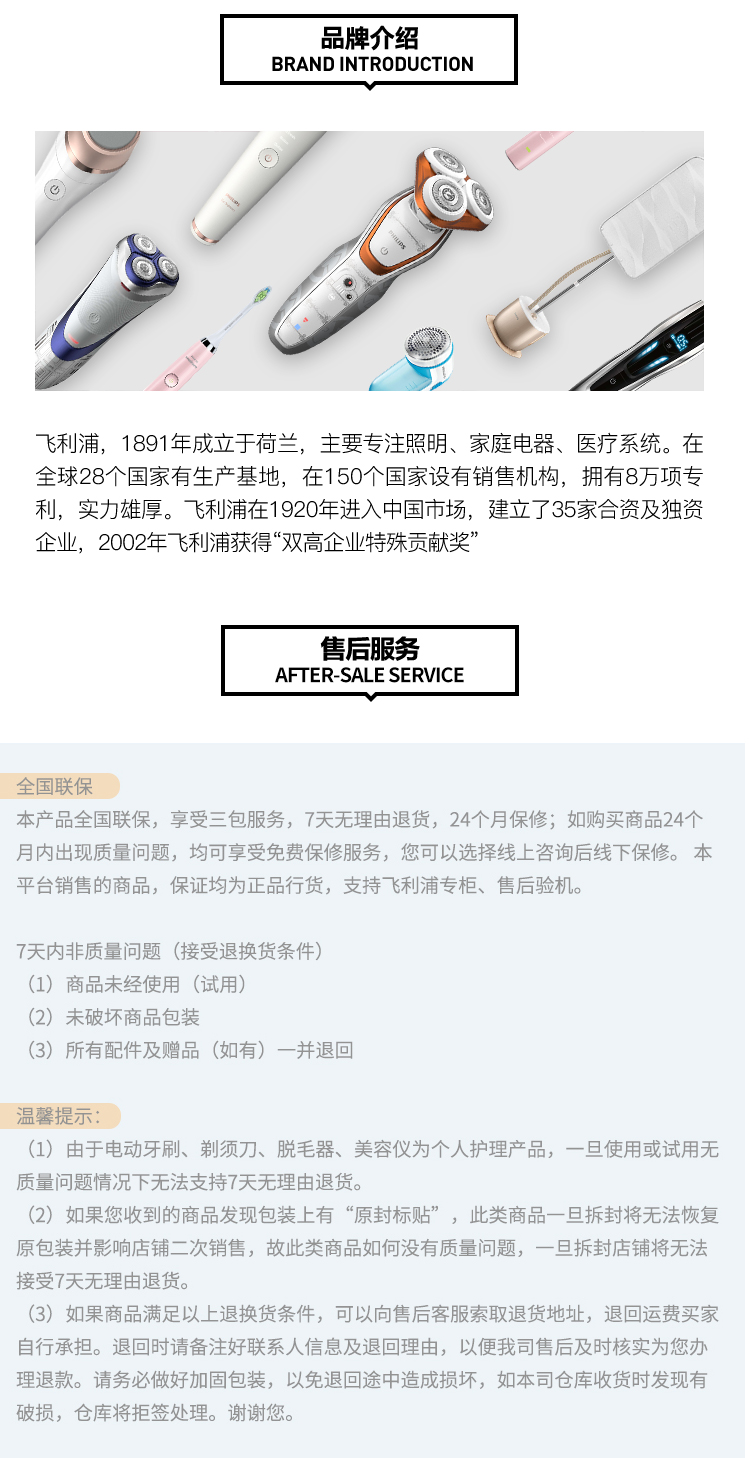 品牌介绍
BRAND INTRODUCTION
PHILIPS
飞利浦，1891年成立于荷兰，主要专注照明、家庭电器、医疗系统。在
全球28个国家有生产基地，在150个国家设有销售机构，拥有8万项专
利，实力雄厚。飞利浦在1920年进入中国市场，建立了35家合资及独资
企业，2002年飞利浦获得“双高企业特殊贡献奖”
售后服务
AFTER-SALE SERVICE
全国联保
本产品全国联保，享受三包服务，7天无理由退货，24个月保修；如购买商品24个
月内出现质量问题，均可享受免费保修服务，您可以选择线上咨询后线下保修。 本
平台销售的商品，保证均为正品行货，支持飞利浦专柜、售后验机。
7天内非质量问题（接受退换货条件）
（1）商品未经使用（试用）
（2）未破坏商品包装
（3）所有配件及赠品（如有）一并退回
温馨提示：
（1）由于电动牙刷、剃须刀、脱毛器、美容仪为个人护理产品，一旦使用或试用无
质量问题情况下无法支持7天无理由退货。
（2）如果您收到的商品发现包装上有“原封标贴”，此类商品一旦拆封将无法恢复
原包装并影响店铺二次销售，故此类商品如何没有质量问题，一旦拆封店铺将无法
接受7天无理由退货。
（3）如果商品满足以上退换货条件，可以向售后客服索取退货地址，退回运费买家
自行承担。退回时请备注好联系人信息及退回理由，以便我司售后及时核实为您办
理退款。请务必做好加固包装，以免退回途中造成损坏，如本司仓库收货时发现有
破损，仓库将拒签处理。谢谢您。